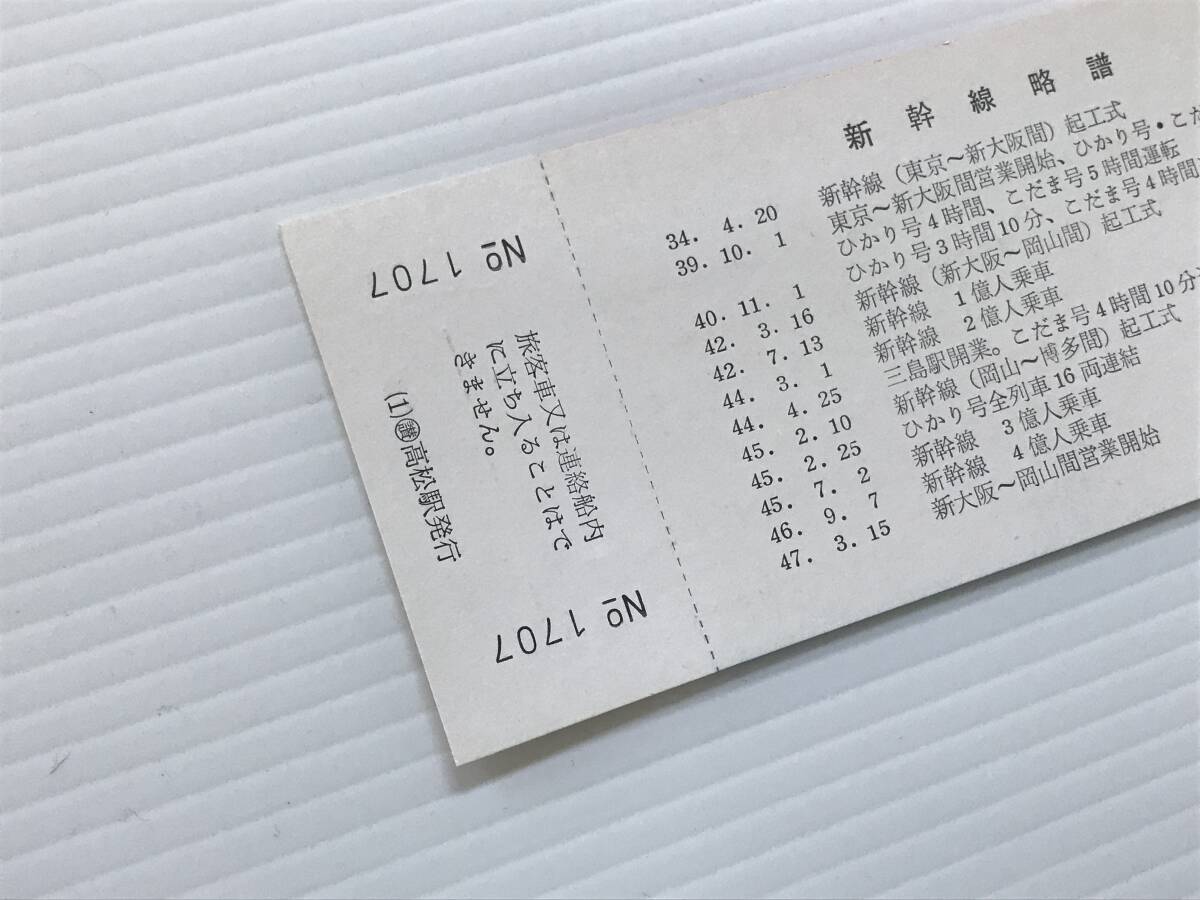 新幹線略譜
34. 4. 20 新幹線（東京〜新大阪間）起工式
39. 10. 1 東京〜新大阪間営業開始、ひかり号・こだ
ひかり号4時間、こだま号5時間運転
40. 11. 1 ひかり号3時間10分、こだま号4時間
42. 3. 16 新幹線（新大阪〜岡山間）起工式
42. 7. 13 新幹線 1億人乗車
44. 3. 1 新幹線 2億人乗車
44. 4. 25 三島駅開業。こだま号4時間10分
45. 2. 10 新幹線（岡山〜博多間）起工式
45. 2. 25 ひかり号全列車16両連結
45. 7. 2 新幹線 3億人乗車
46. 9. 7 新幹線 4億人乗車
47. 3. 15 新大阪〜岡山間営業開始
№ 1707
旅客車又は連絡船内
に立ち入ることはで
きません。
(1)讃高松駅発行
№ 1707